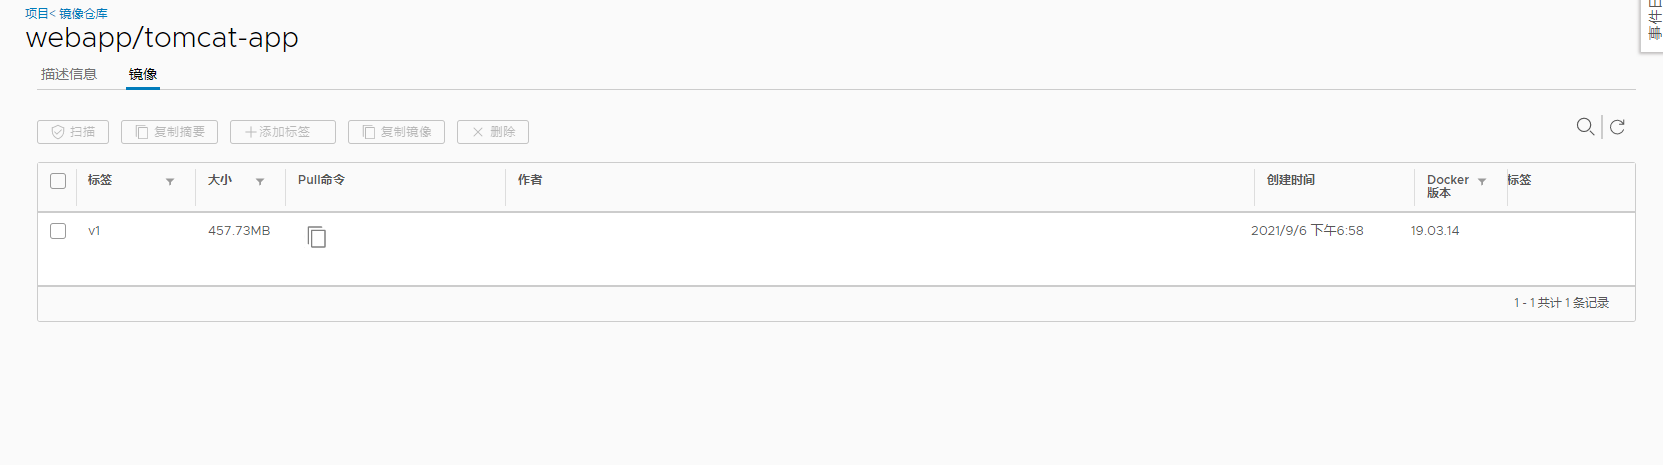 项目< 镜像仓库
webapp/tomcat-app
描述信息 镜像
扫描 复制摘要 +添加标签 复制镜像 删除
标签 大小 Pull命令 作者 创建时间 Docker 版本 标签
v1 457.73MB 2021/9/6 下午6:58 19.03.14
1 - 1 共计 1 条记录
事件日